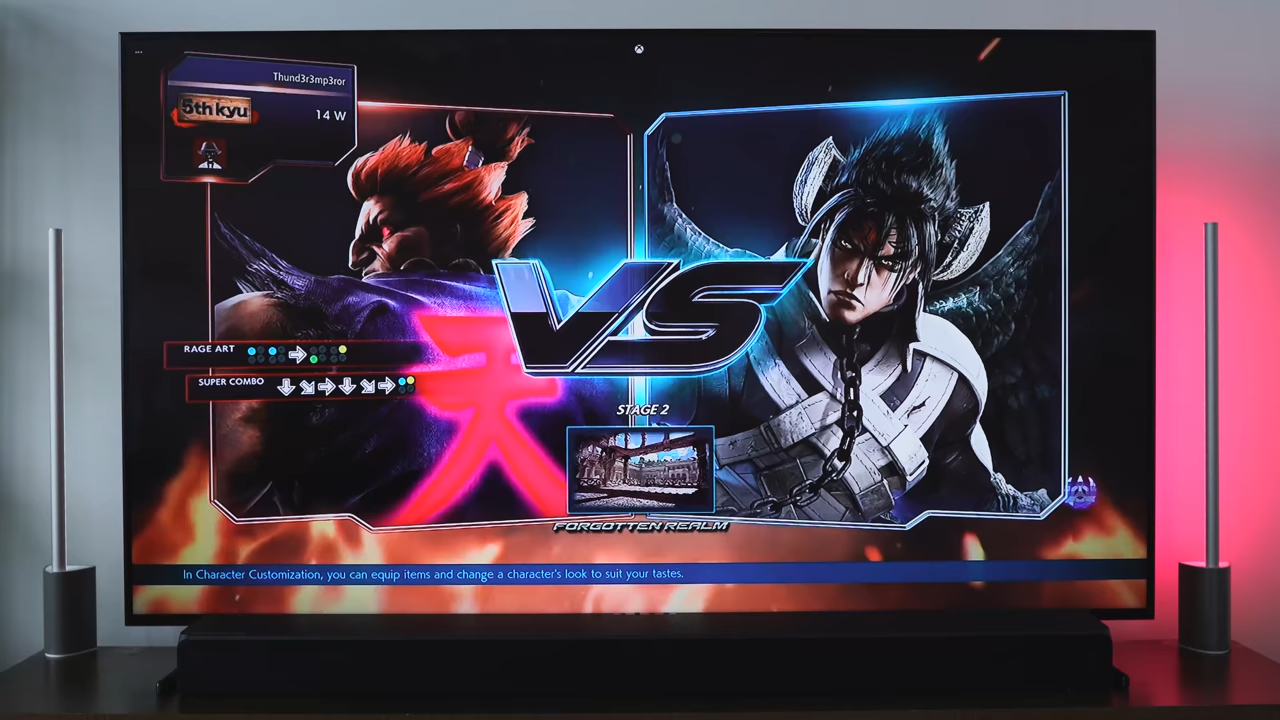 Thund3r3mp3ror
5th kyu
14 W
VS
RAGE ART
SUPER COMBO
天
STAGE 2
FORGOTTEN REALM
In Character Customization, you can equip items and change a character's look to suit your tastes.